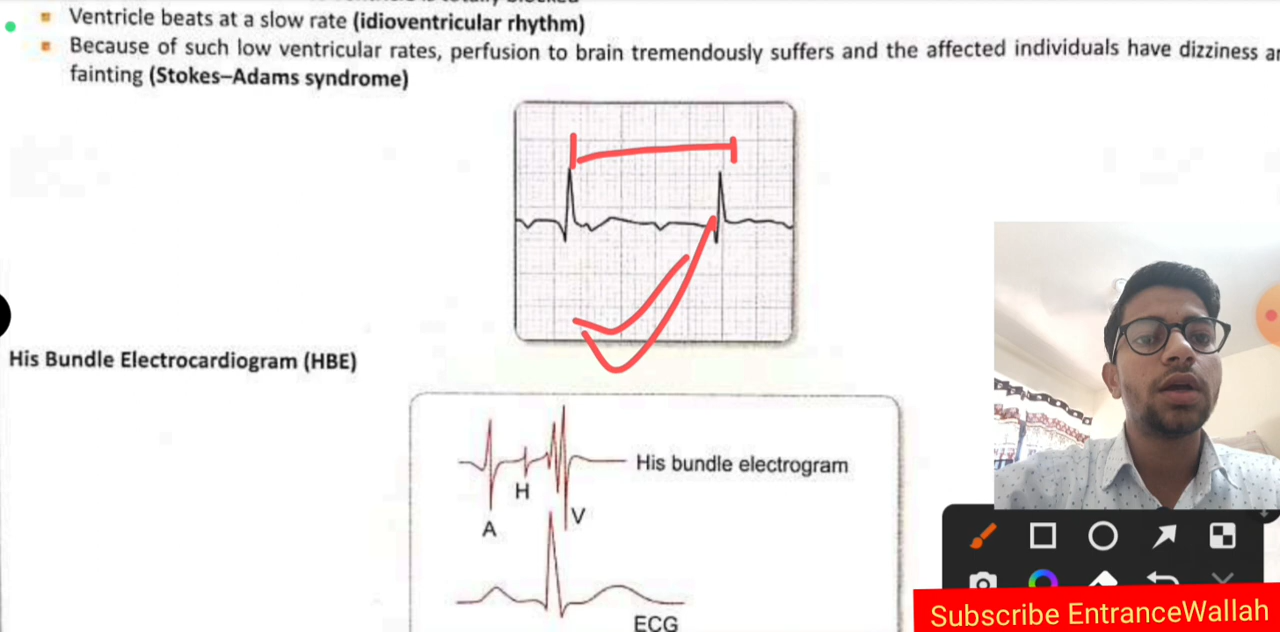 Ventricle beats at a slow rate (idioventricular rhythm)
Because of such low ventricular rates, perfusion to brain tremendously suffers and the affected individuals have dizziness
fainting (Stokes–Adams syndrome)
His Bundle Electrocardiogram (HBE)
His bundle electrogram
H
A
V
ECG
Subscribe EntranceWallah